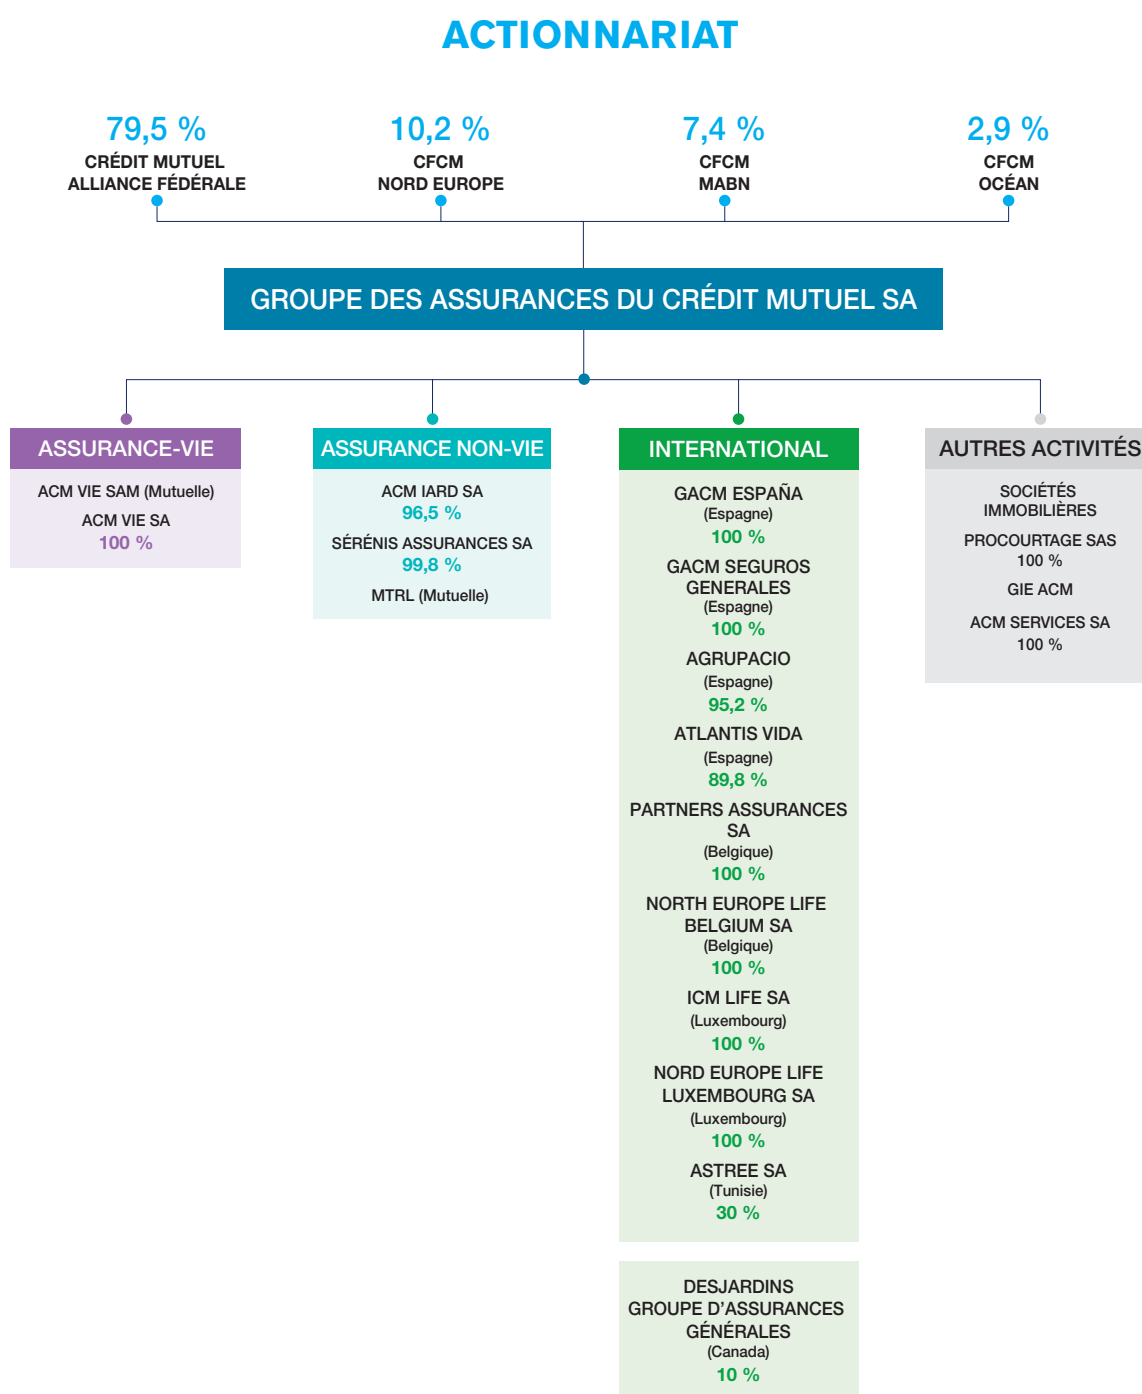 ACTIONNARIAT
79,5 %
CRÉDIT MUTUEL
ALLIANCE FÉDÉRALE
10,2 %
CFCM
NORD EUROPE
7,4 %
CFCM
MABN
2,9 %
CFCM
OCÉAN
GROUPE DES ASSURANCES DU CRÉDIT MUTUEL SA
ASSURANCE-VIE
ACM VIE SAM (Mutuelle)
ACM VIE SA
100 %
ASSURANCE NON-VIE
ACM IARD SA
96,5 %
SÉRÉNIS ASSURANCES SA
99,8 %
MTRL (Mutuelle)
INTERNATIONAL
GACM ESPAÑA
(Espagne)
100 %
GACM SEGUROS
GENERALES
(Espagne)
100 %
AGRUPACIO
(Espagne)
95,2 %
ATLANTIS VIDA
(Espagne)
89,8 %
PARTNERS ASSURANCES
SA
(Belgique)
100 %
NORTH EUROPE LIFE
BELGIUM SA
(Belgique)
100 %
ICM LIFE SA
(Luxembourg)
100 %
NORD EUROPE LIFE
LUXEMBOURG SA
(Luxembourg)
100 %
ASTREE SA
(Tunisie)
30 %
DESJARDINS
GROUPE D’ASSURANCES
GÉNÉRALES
(Canada)
10 %
AUTRES ACTIVITÉS
SOCIÉTÉS
IMMOBILIÈRES
PROCOURTAGE SAS
100 %
GIE ACM
ACM SERVICES SA
100 %